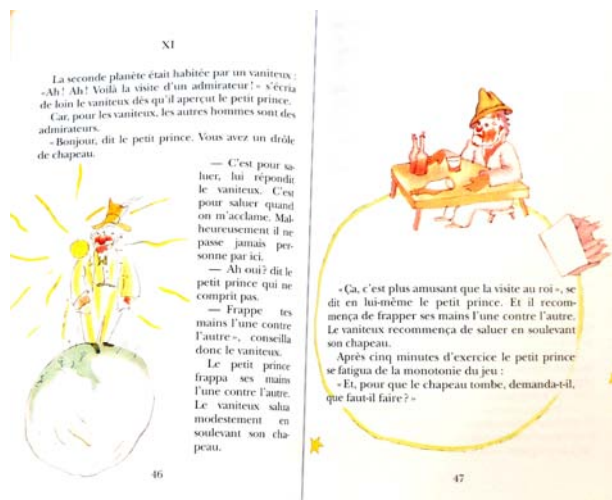 XI
La seconde planète était habitée par un vaniteux :
«Ah! Ah! Voilà la visite d'un admirateur!» s'écria
de loin le vaniteux dès qu'il aperçut le petit prince.
Car, pour les vaniteux, les autres hommes sont des
admirateurs.
«Bonjour, dit le petit prince. Vous avez un drôle
de chapeau.
— C'est pour sa-
luer, lui répondit
le vaniteux. C'est
pour saluer quand
on m'acclame. Mal-
heureusement il ne
passe jamais per-
sonne par ici.
— Ah oui? dit le
petit prince qui ne
comprit pas.
— Frappe tes
mains l'une contre
l'autre», conseilla
donc le vaniteux.
Le petit prince
frappa ses mains
l'une contre l'autre.
Le vaniteux salua
modestement en
soulevant son cha-
peau.
46
«Ça, c'est plus amusant que la visite au roi», se
dit en lui-même le petit prince. Et il recom-
mença de frapper ses mains l'une contre l'autre.
Le vaniteux recommença de saluer en soulevant
son chapeau.
Après cinq minutes d'exercice le petit prince
se fatigua de la monotonie du jeu :
«Et, pour que le chapeau tombe, demanda-t-il,
que faut-il faire?»
47